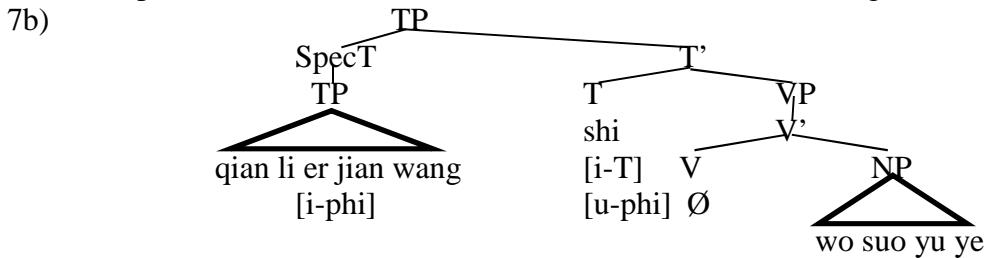 7b) TP
SpecT T’
TP T VP
shi V’
qian li er jian wang [i-T] V NP
[i-phi] [u-phi] Ø
wo suo yu ye